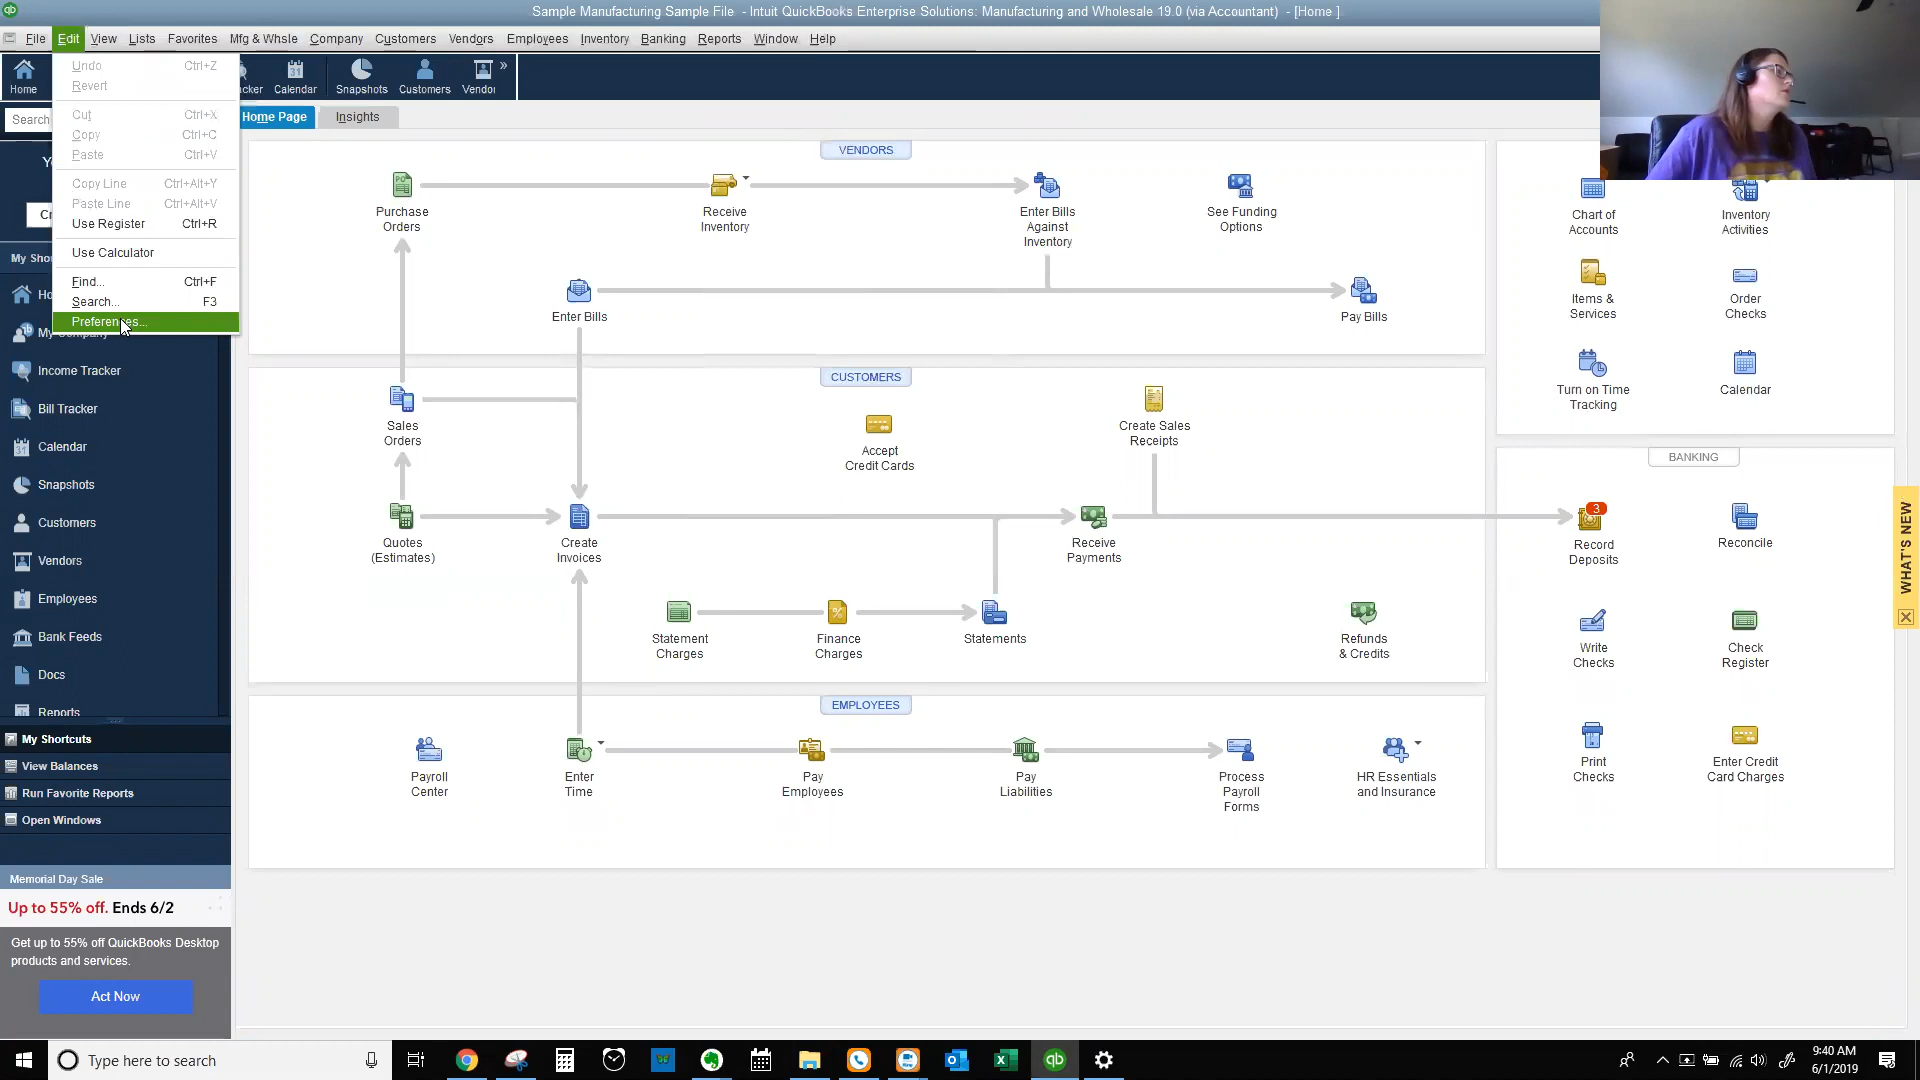 Sample Manufacturing Sample File - Intuit QuickBooks Enterprise Solutions: Manufacturing and Wholesale 19.0 (via Accountant) - [Home ]
File Edit View Lists Favorites Mfg & Whsle Company Customers Vendors Employees Inventory Banking Reports Window Help
Undo Ctrl+Z
Revert
Cut Ctrl+X
Copy Ctrl+C
Paste Ctrl+V
Copy Line Ctrl+Alt+Y
Paste Line Ctrl+Alt+V
Use Register Ctrl+R
Use Calculator
Find... Ctrl+F
Search... F3
Preferences...
Home
Calendar
Snapshots
Customers
Search
Home Page
Insights
My Company
Income Tracker
Bill Tracker
Calendar
Snapshots
Customers
Vendors
Employees
Bank Feeds
Docs
Reports
My Shortcuts
View Balances
Run Favorite Reports
Open Windows
Memorial Day Sale
Up to 55% off. Ends 6/2
Get up to 55% off QuickBooks Desktop
products and services.
Act Now
VENDORS
PO
Purchase
Orders
Receive
Inventory
Enter Bills
Against
Inventory
See Funding
Options
Enter Bills
Pay Bills
CUSTOMERS
Sales
Orders
Accept
Credit Cards
Create Sales
Receipts
Quotes
(Estimates)
Create
Invoices
Receive
Payments
Statement
Charges
Finance
Charges
Statements
Refunds
& Credits
EMPLOYEES
Payroll
Center
Enter
Time
Pay
Employees
Pay
Liabilities
Process
Payroll
Forms
HR Essentials
and Insurance
Chart of
Accounts
Inventory
Activities
Items &
Services
Order
Checks
Turn on Time
Tracking
Calendar
BANKING
3
Record
Deposits
Reconcile
Write
Checks
Check
Register
Print
Checks
Enter Credit
Card Charges
WHAT'S NEW
Type here to search
9:40 AM
6/1/2019